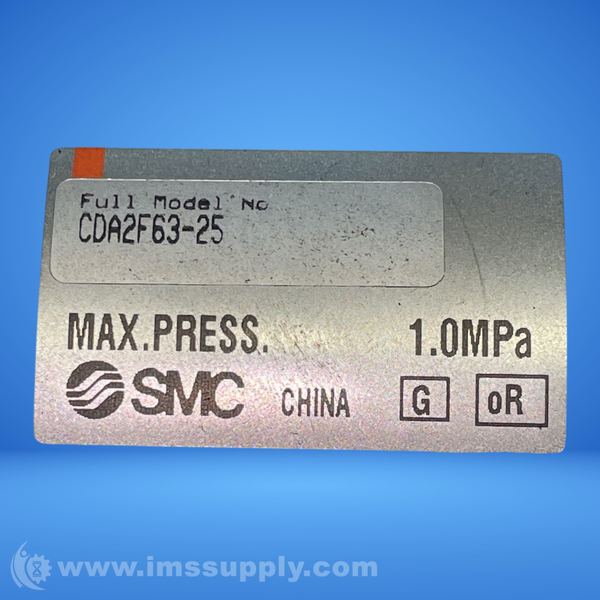 Full Model No
CDA2F63-25
MAX.PRESS. 1.0MPa
SMC CHINA G oR
www.imssupply.com